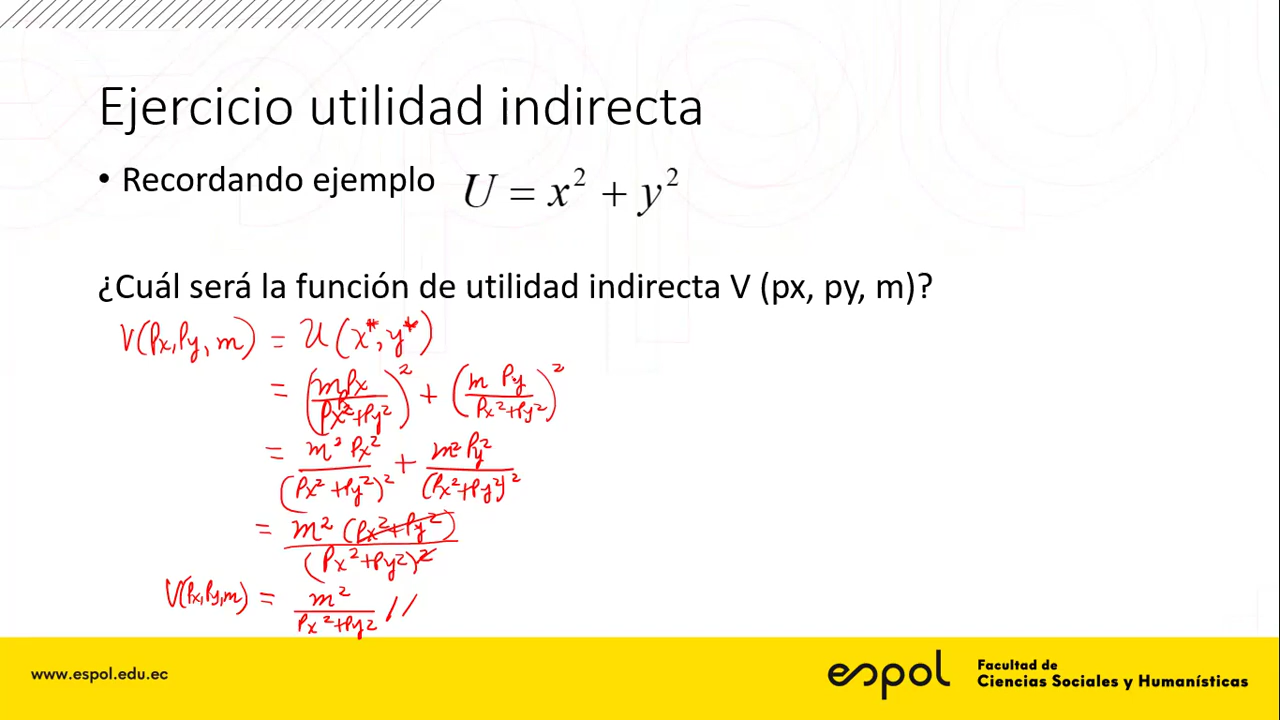 Ejercicio utilidad indirecta
• Recordando ejemplo U = x² + y²
¿Cuál será la función de utilidad indirecta V (px, py, m)?
V(Px,Py,m) = U(x*,y*)
= (mPx/(Px²+Py²))² + (m Py/(Px²+Py²))²
= m² Px²/(Px²+Py²)² + m² Py²/(Px²+Py²)²
= m² (Px²+Py²)/(Px²+Py²)²
V(Px,Py,m) = m²/(Px²+Py²) //
www.espol.edu.ec
espol
Facultad de
Ciencias Sociales y Humanísticas